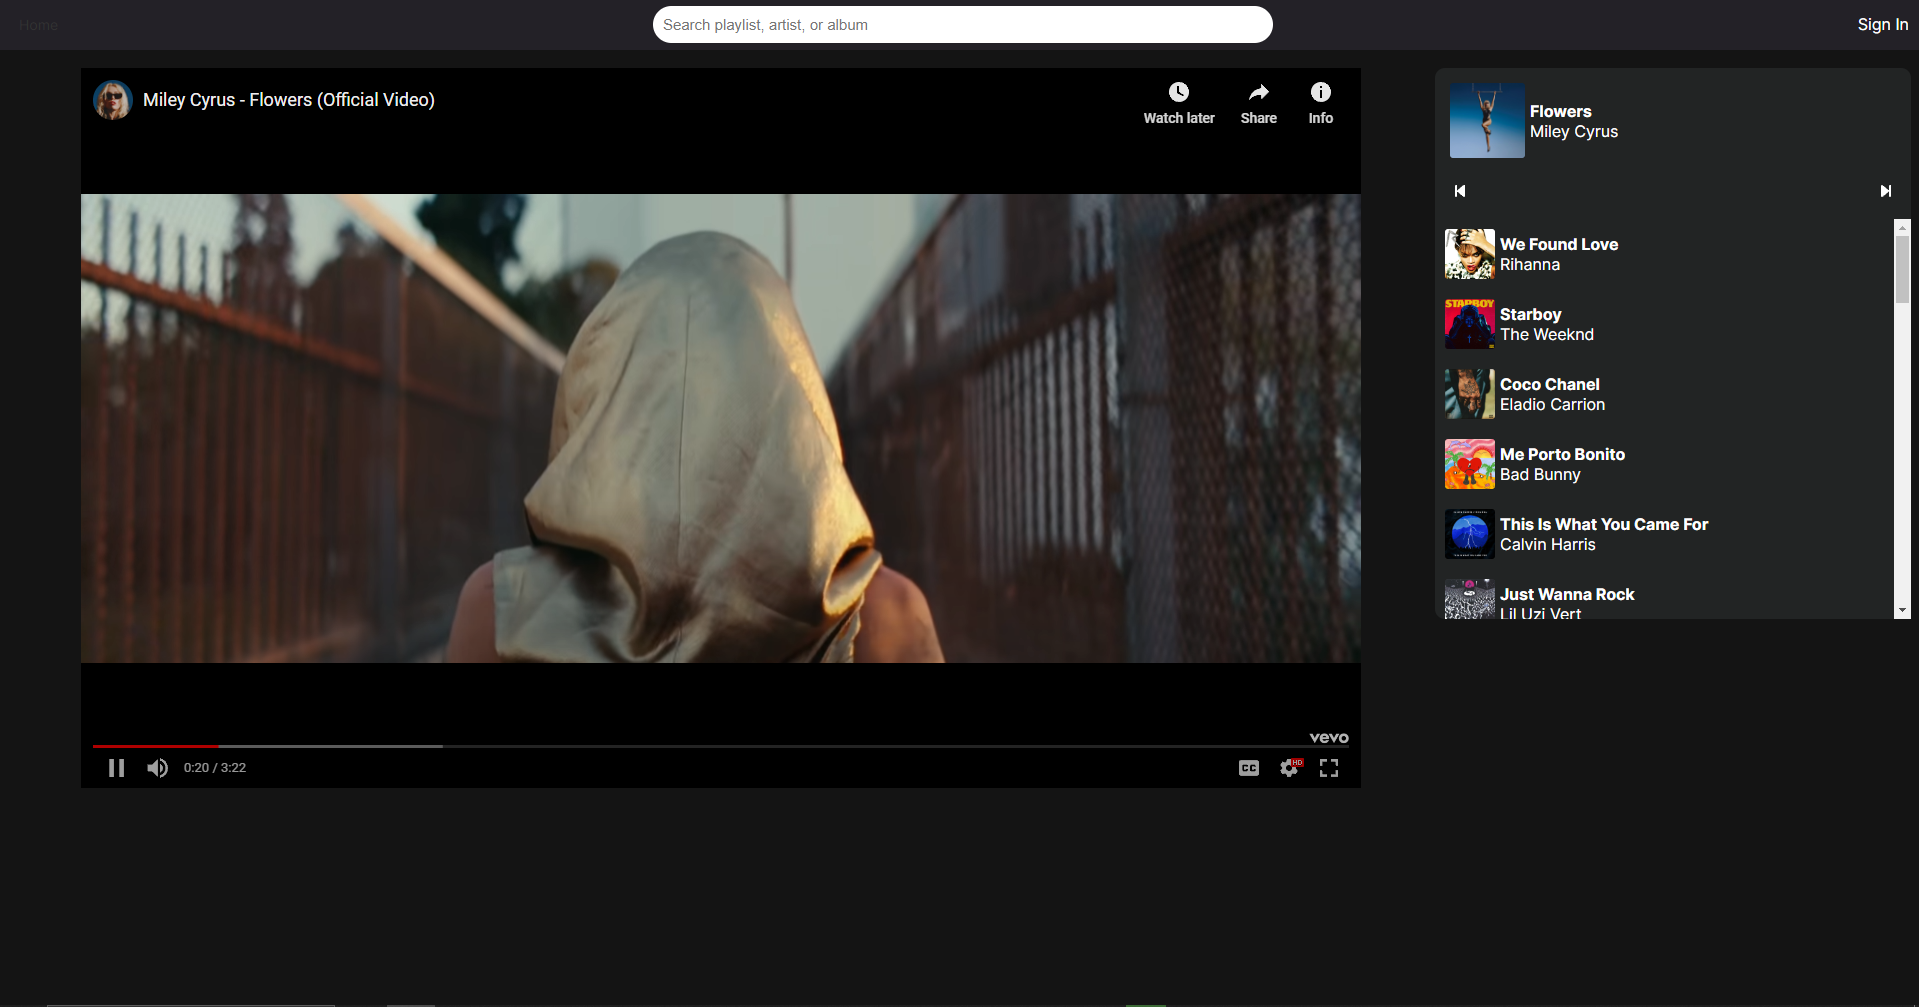 Home
Search playlist, artist, or album
Sign In
Miley Cyrus - Flowers (Official Video)
Watch later
Share
Info
vevo
0:20 / 3:22
CC
HD
Flowers
Miley Cyrus
We Found Love
Rihanna
STARBOY
Starboy
The Weeknd
Coco Chanel
Eladio Carrion
Me Porto Bonito
Bad Bunny
This Is What You Came For
Calvin Harris
Just Wanna Rock
Lil Uzi Vert